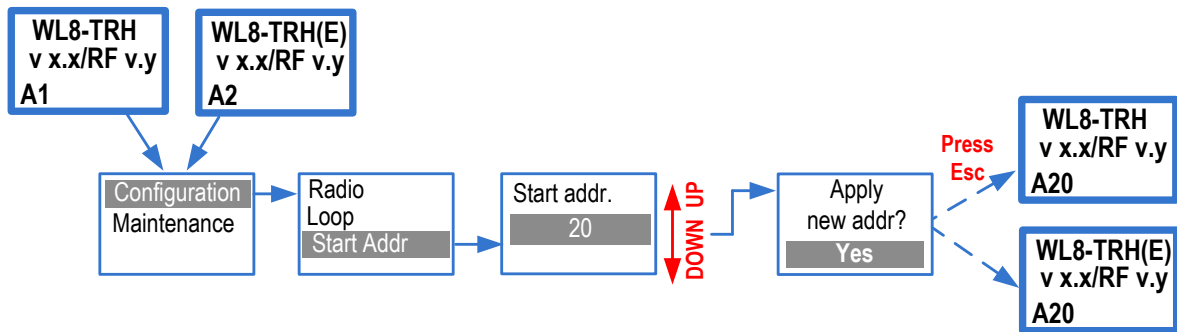 WL8-TRH
v x.x/RF v.y
A1
WL8-TRH(E)
v x.x/RF v.y
A2
Configuration
Maintenance
Radio
Loop
Start Addr
Start addr.
20
DOWN UP
Apply
new addr?
Yes
Press
Esc
WL8-TRH
v x.x/RF v.y
A20
WL8-TRH(E)
v x.x/RF v.y
A20